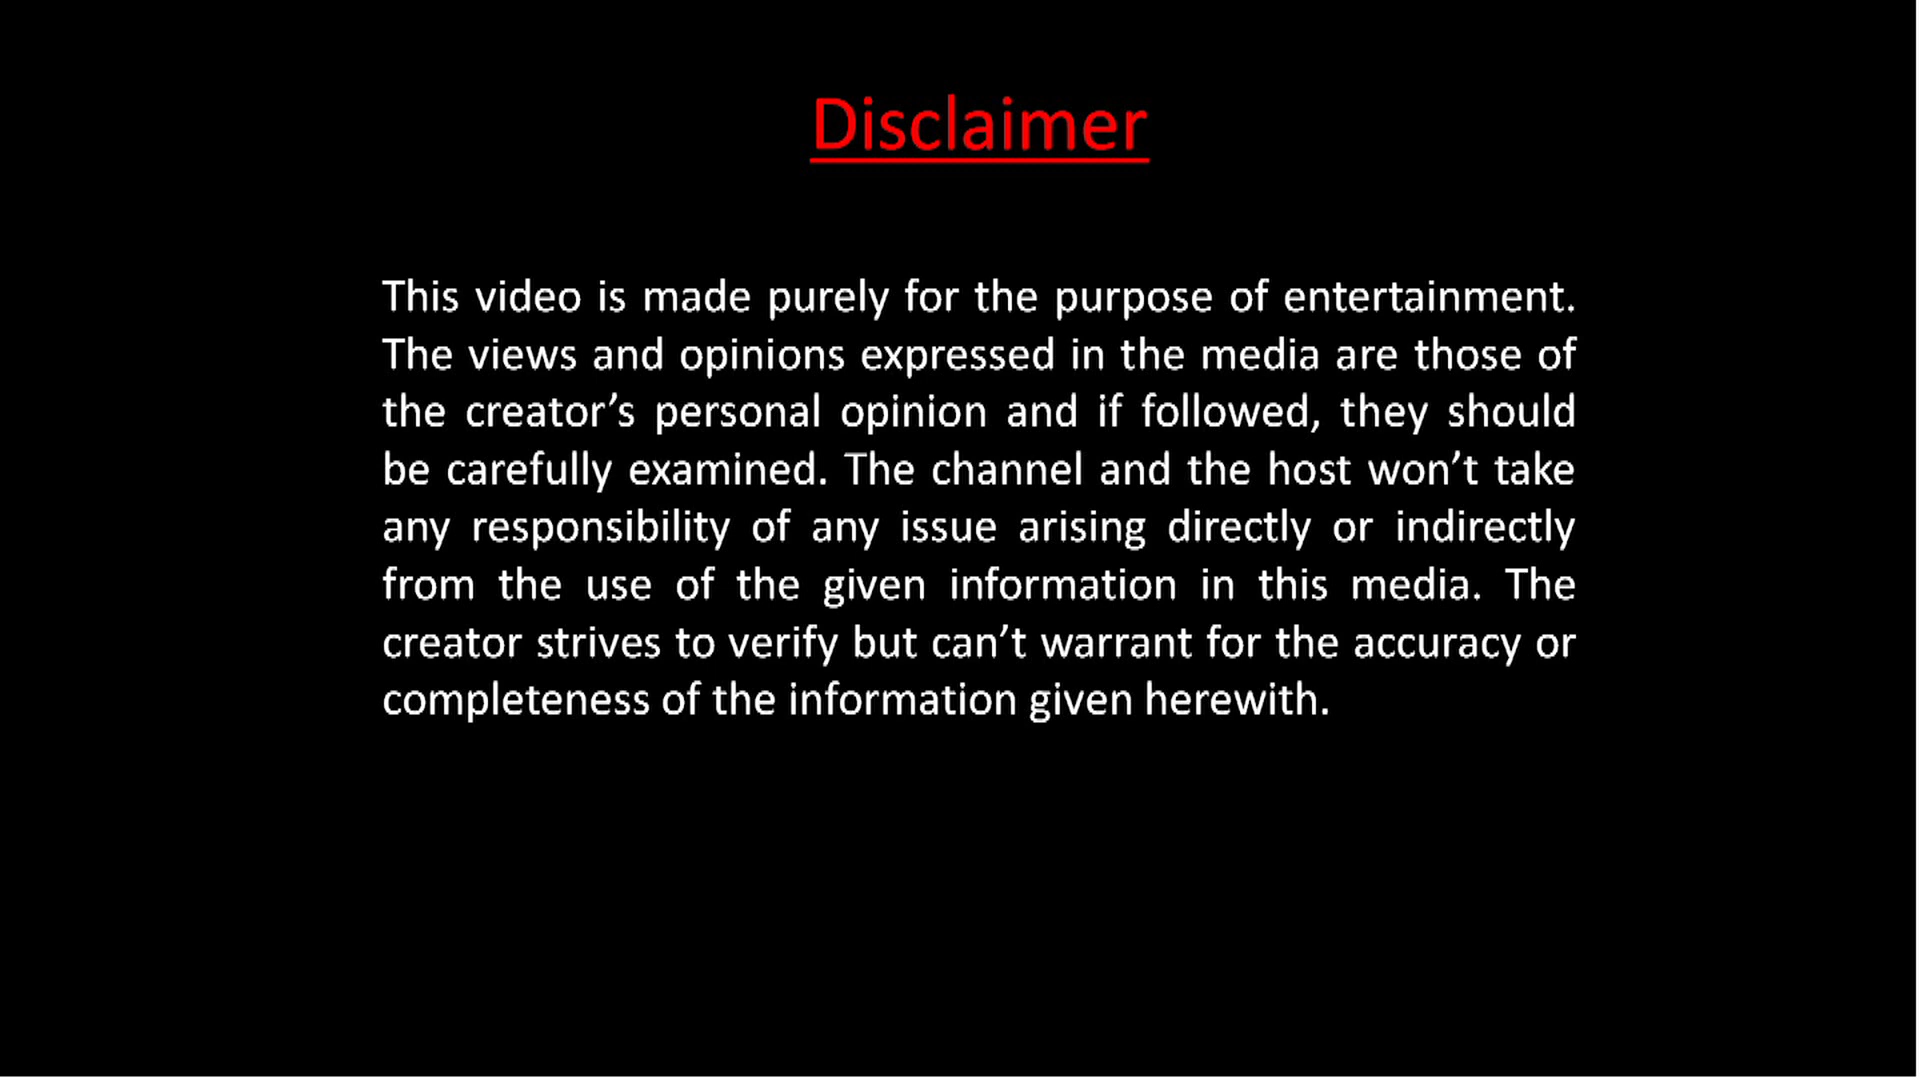 Disclaimer
This video is made purely for the purpose of entertainment.
The views and opinions expressed in the media are those of
the creator’s personal opinion and if followed, they should
be carefully examined. The channel and the host won’t take
any responsibility of any issue arising directly or indirectly
from the use of the given information in this media. The
creator strives to verify but can’t warrant for the accuracy or
completeness of the information given herewith.